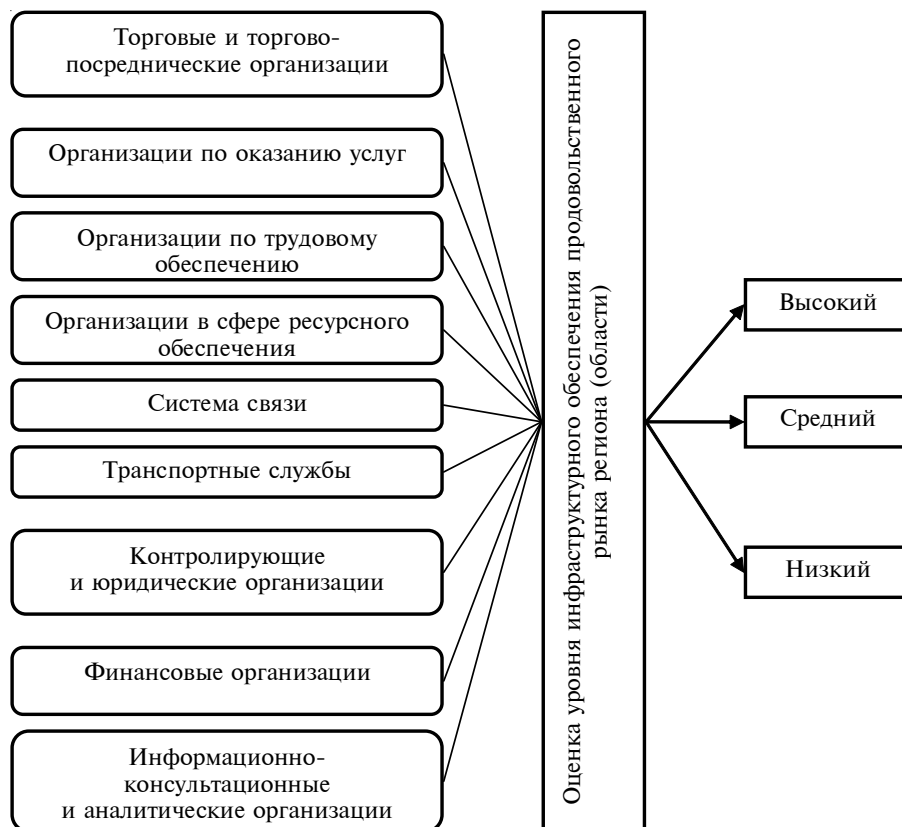 Торговые и торгово-
посреднические организации
Организации по оказанию услуг
Организации по трудовому
обеспечению
Организации в сфере ресурсного
обеспечения
Система связи
Транспортные службы
Контролирующие
и юридические организации
Финансовые организации
Информационно-
консультационные
и аналитические организации
Оценка уровня инфраструктурного обеспечения продовольственного
рынка региона (области)
Высокий
Средний
Низкий